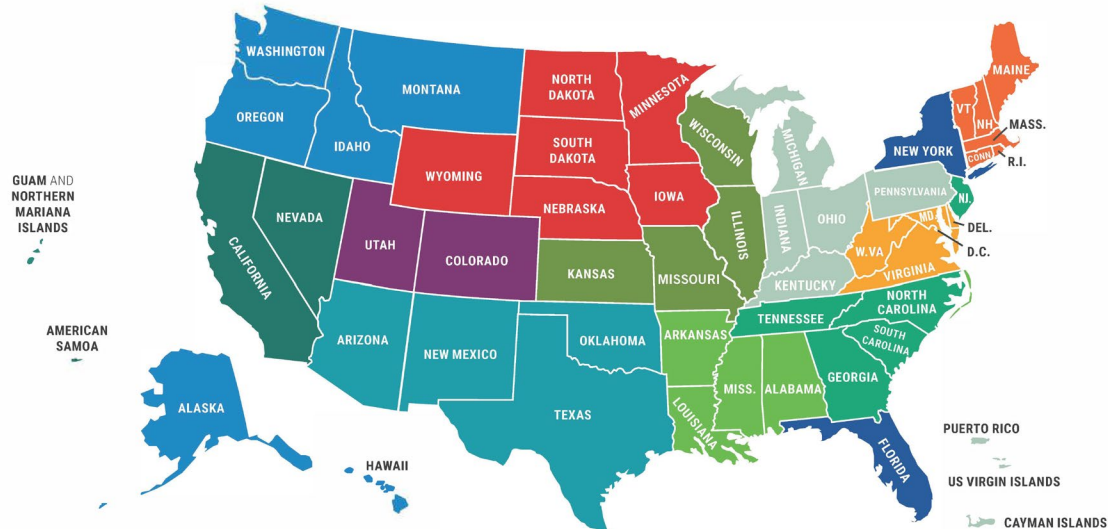 WASHINGTON
MONTANA
OREGON
IDAHO
NORTH
DAKOTA
MINNESOTA
SOUTH
DAKOTA
WYOMING
NEBRASKA
IOWA
WISCONSIN
MICHIGAN
MAINE
VT
NH
MASS.
NEW YORK
CONN
R.I.
GUAM AND
NORTHERN
MARIANA
ISLANDS
NEVADA
UTAH
COLORADO
CALIFORNIA
KANSAS
MISSOURI
ILLINOIS
INDIANA
OHIO
PENNSYLVANIA
NJ.
MD.
DEL.
D.C.
W.VA
VIRGINIA
KENTUCKY
AMERICAN
SAMOA
ARIZONA
NEW MEXICO
OKLAHOMA
ARKANSAS
TENNESSEE
NORTH
CAROLINA
SOUTH
CAROLINA
GEORGIA
ALABAMA
MISS.
LOUISIANA
TEXAS
FLORIDA
ALASKA
HAWAII
PUERTO RICO
US VIRGIN ISLANDS
CAYMAN ISLANDS